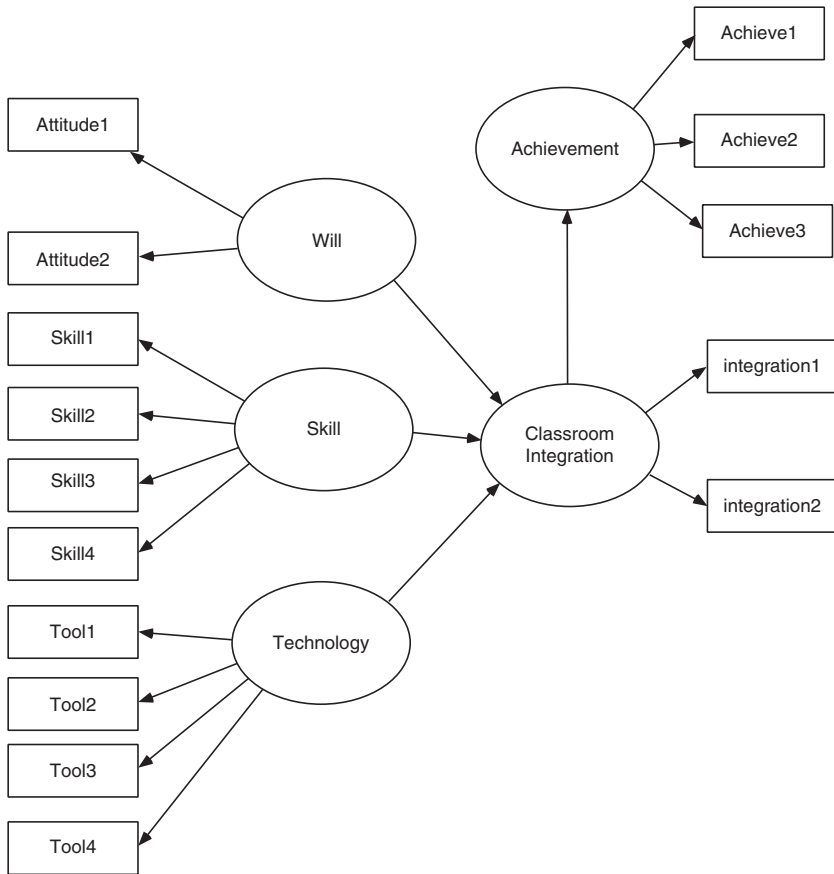 Achieve1
Attitude1
Achievement
Achieve2
Attitude2
Will
Achieve3
Skill1
integration1
Skill2
Skill
Classroom
Integration
Skill3
integration2
Skill4
Tool1
Technology
Tool2
Tool3
Tool4